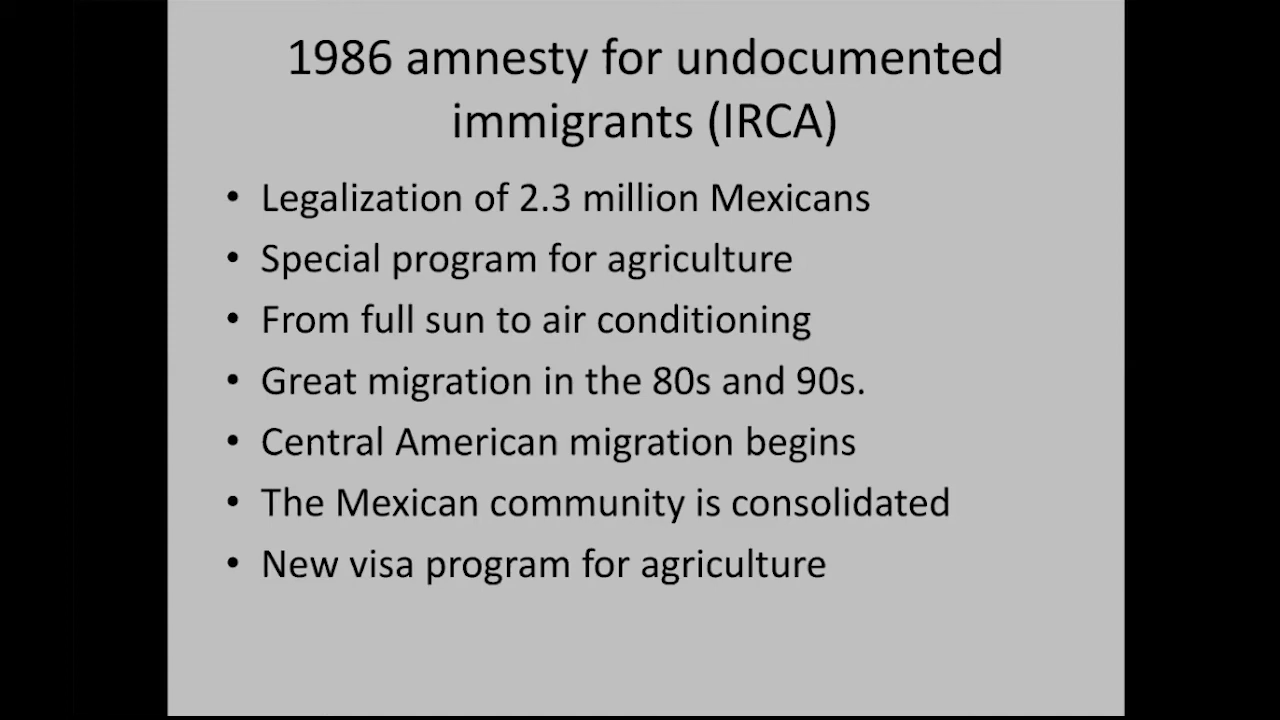 1986 amnesty for undocumented
immigrants (IRCA)
• Legalization of 2.3 million Mexicans
• Special program for agriculture
• From full sun to air conditioning
• Great migration in the 80s and 90s.
• Central American migration begins
• The Mexican community is consolidated
• New visa program for agriculture